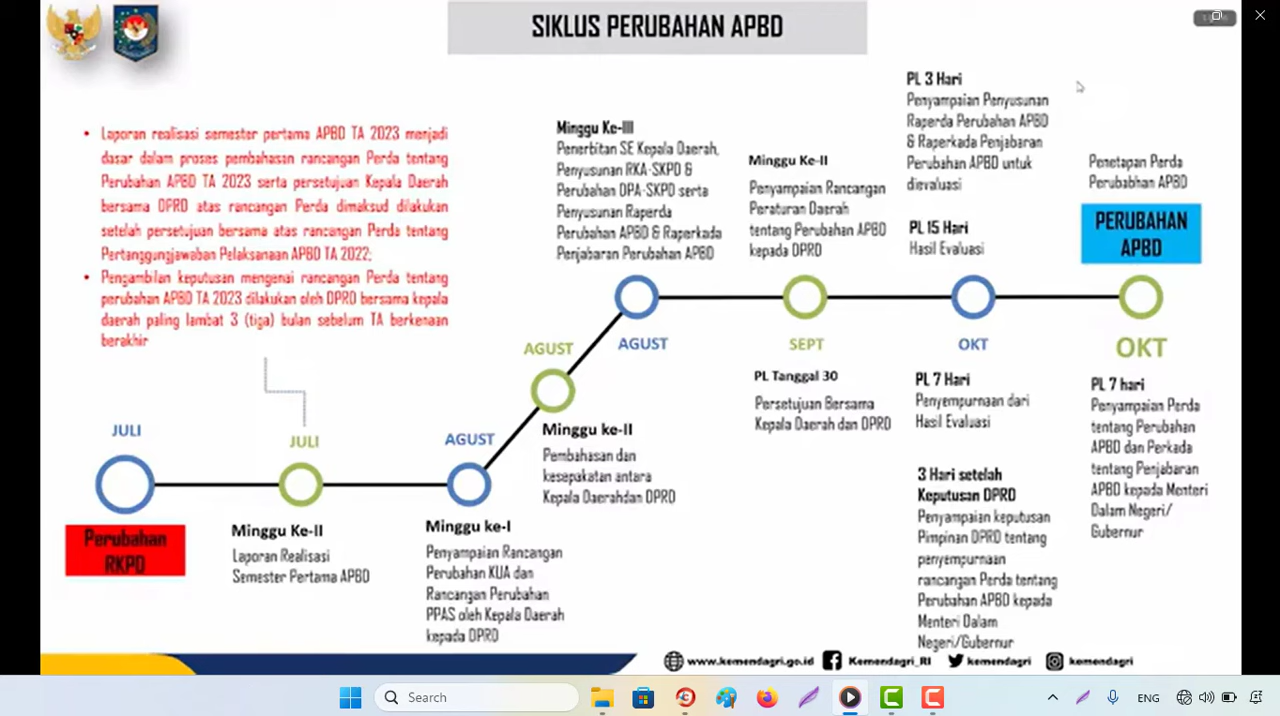 SIKLUS PERUBAHAN APBD
• Laporan realisasi semester pertama APBD TA 2023 menjadi
dasar dalam proses pembahasan rancangan Perda tentang
Perubahan APBD TA 2023 serta persetujuan Kepala Daerah
bersama DPRD atas rancangan Perda dimaksud dilakukan
setelah persetujuan bersama atas rancangan Perda tentang
Pertanggungjawaban Pelaksanaan APBD TA 2022;
• Pengambilan keputusan mengenai rancangan Perda tentang
perubahan APBD TA 2023 dilakukan oleh DPRD bersama kepala
daerah paling lambat 3 (tiga) bulan sebelum TA berkenaan
berakhir
JULI
Perubahan
RKPD
JULI
Minggu Ke-II
Laporan Realisasi
Semester Pertama APBD
AGUST
Minggu ke-I
Penyampaian Rancangan
Perubahan KUA dan
Rancangan Perubahan
PPAS oleh Kepala Daerah
kepada DPRD
AGUST
Minggu ke-II
Pembahasan dan
kesepakatan antara
Kepala Daerahdan DPRD
Minggu Ke-III
Penerbitan SE Kepala Daerah,
Penyusunan RKA-SKPD &
Perubahan DPA-SKPD serta
Penyusunan Raperda
Perubahan APBD & Raperkada
Penjabaran Perubahan APBD
AGUST
Minggu Ke-II
Penyampaian Rancangan
Peraturan Daerah
tentang Perubahan APBD
kepada DPRD
SEPT
PL Tanggal 30
Persetujuan Bersama
Kepala Daerah dan DPRD
PL 3 Hari
Penyampaian Penyusunan
Raperda Perubahan APBD
& Raperkada Penjabaran
Perubahan APBD untuk
dievaluasi
PL 15 Hari
Hasil Evaluasi
OKT
PL 7 Hari
Penyempurnaan dari
Hasil Evaluasi
3 Hari setelah
Keputusan DPRD
Penyampaian keputusan
Pimpinan DPRD tentang
penyempurnaan
rancangan Perda tentang
Perubahan APBD kepada
Menteri Dalam
Negeri/Gubernur
Penetapan Perda
Perubabhan APBD
PERUBAHAN
APBD
OKT
PL 7 hari
Penyampaian Perda
tentang Perubahan
APBD dan Perkada
tentang Penjabaran
APBD kepada Menteri
Dalam Negeri/
Gubernur
www.kemendagri.go.id Kemendagri_RI kemendagri kemendagri
Search
ENG